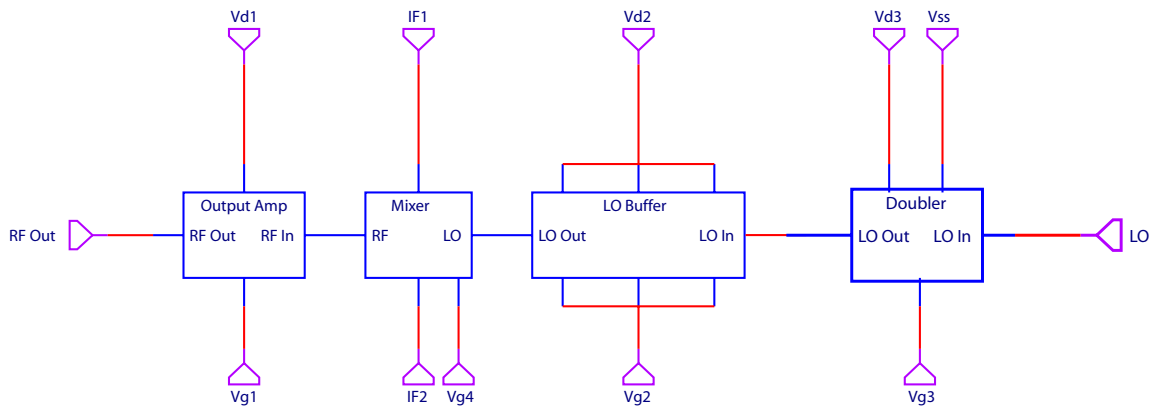 Vd1 IF1 Vd2 Vd3 Vss
Output Amp Mixer LO Buffer Doubler
RF Out RF Out RF In RF LO LO Out LO In LO Out LO In LO
Vg1 IF2 Vg4 Vg2 Vg3